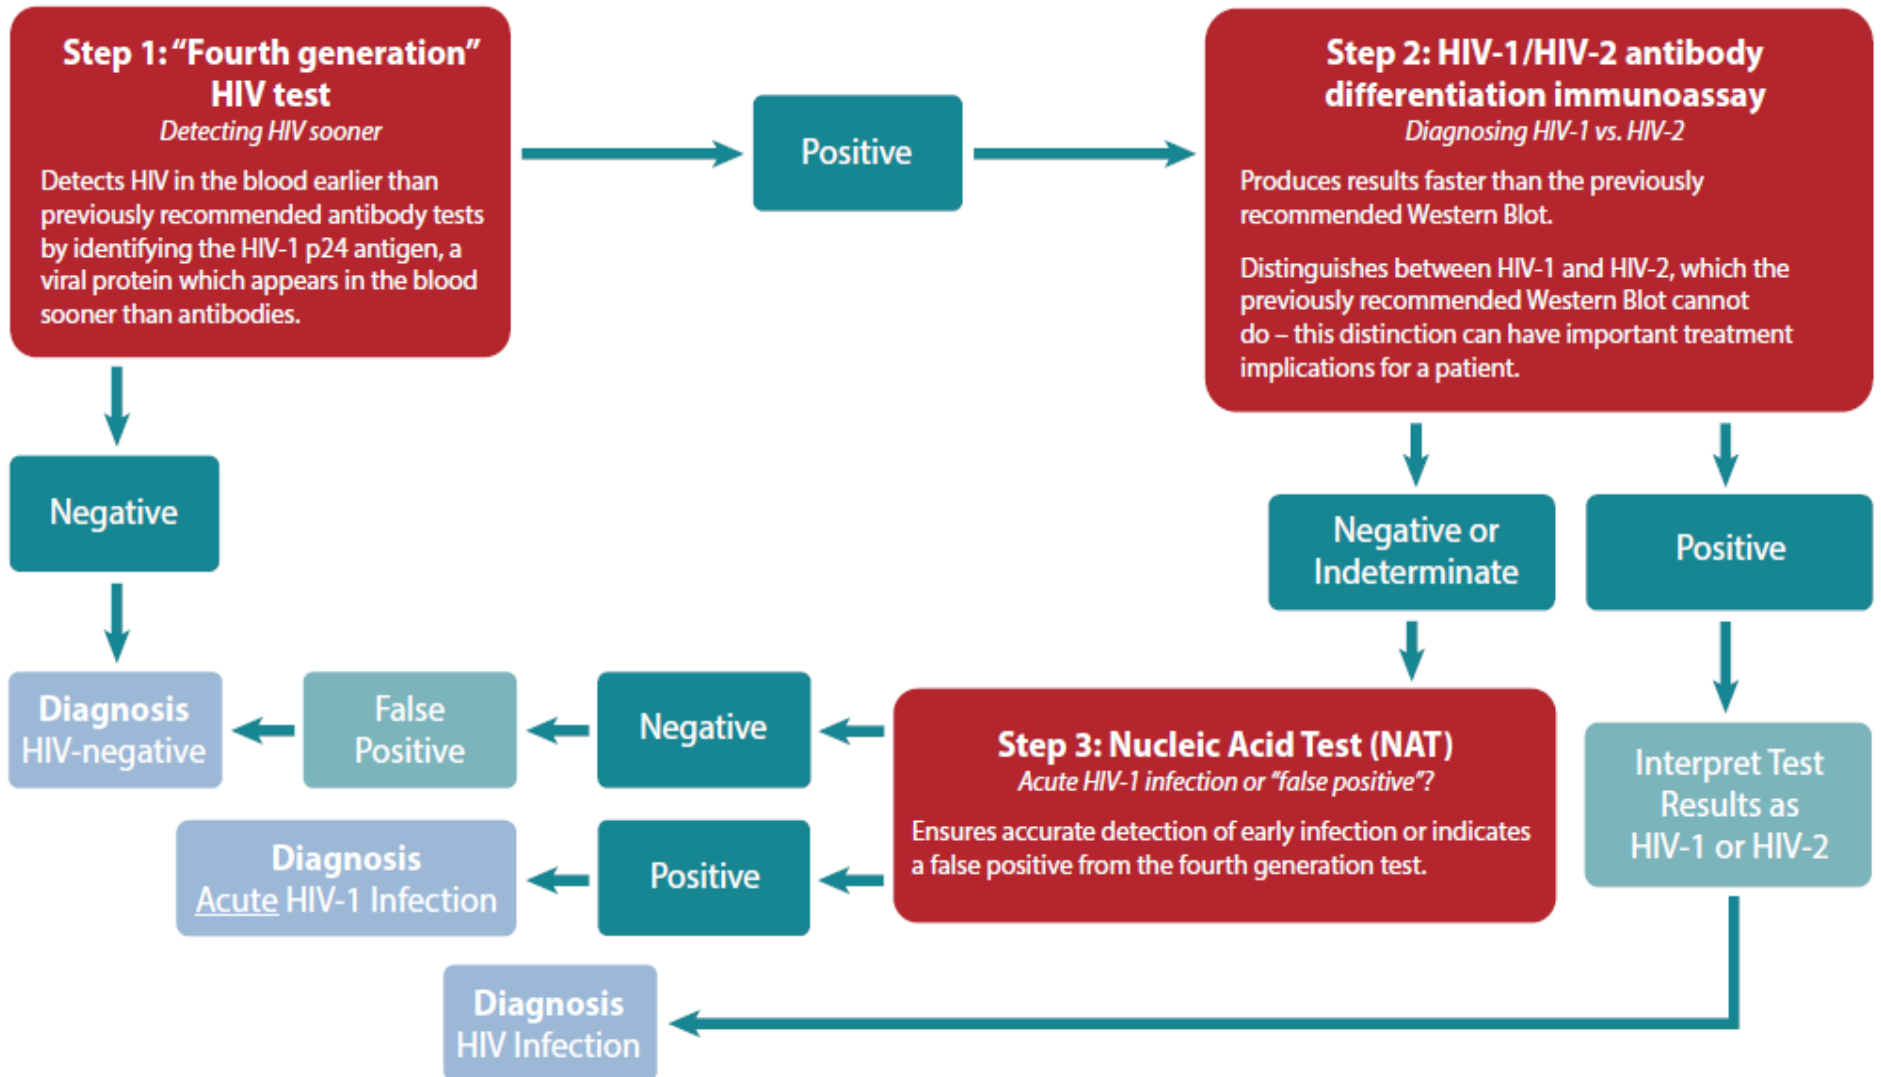 Step 1: “Fourth generation”
HIV test
Detecting HIV sooner
Detects HIV in the blood earlier than
previously recommended antibody tests
by identifying the HIV-1 p24 antigen, a
viral protein which appears in the blood
sooner than antibodies.
Positive
Step 2: HIV-1/HIV-2 antibody
differentiation immunoassay
Diagnosing HIV-1 vs. HIV-2
Produces results faster than the previously
recommended Western Blot.
Distinguishes between HIV-1 and HIV-2, which the
previously recommended Western Blot cannot
do – this distinction can have important treatment
implications for a patient.
Negative
Negative or
Indeterminate
Positive
Diagnosis
HIV-negative
False
Positive
Negative
Step 3: Nucleic Acid Test (NAT)
Acute HIV-1 infection or “false positive”?
Ensures accurate detection of early infection or indicates
a false positive from the fourth generation test.
Interpret Test
Results as
HIV-1 or HIV-2
Diagnosis
Acute HIV-1 Infection
Positive
Diagnosis
HIV Infection